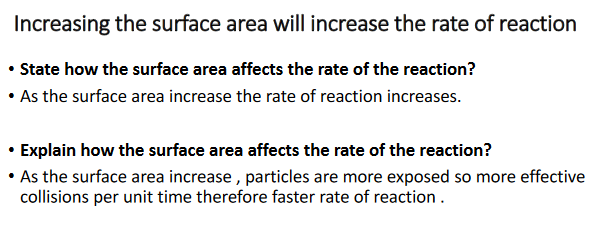 Increasing the surface area will increase the rate of reaction
• State how the surface area affects the rate of the reaction?
• As the surface area increase the rate of reaction increases.
• Explain how the surface area affects the rate of the reaction?
• As the surface area increase , particles are more exposed so more effective
collisions per unit time therefore faster rate of reaction .